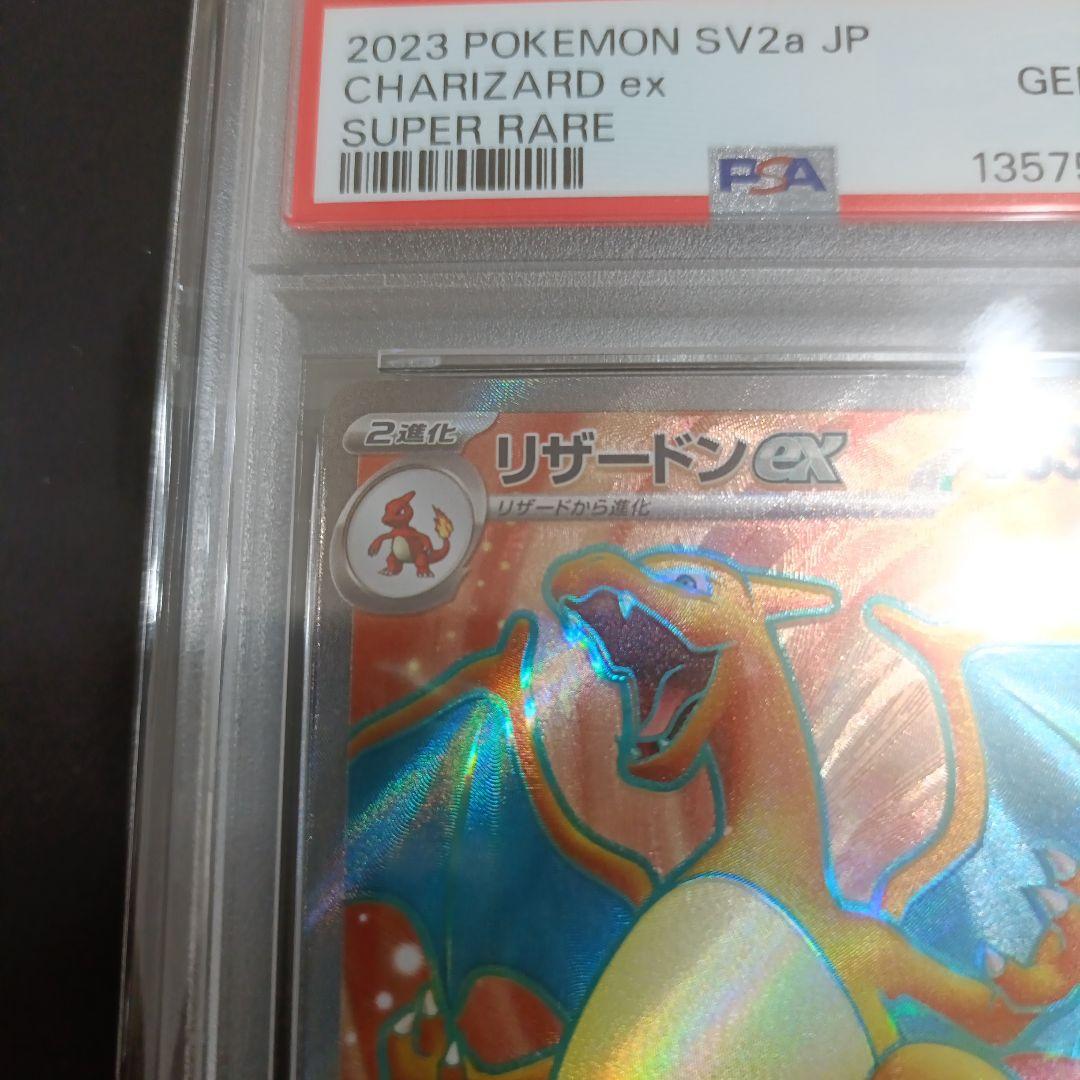 2023 POKEMON SV2a JP
CHARIZARD ex
SUPER RARE
PSA
2進化
リザードンex
リザードから進化